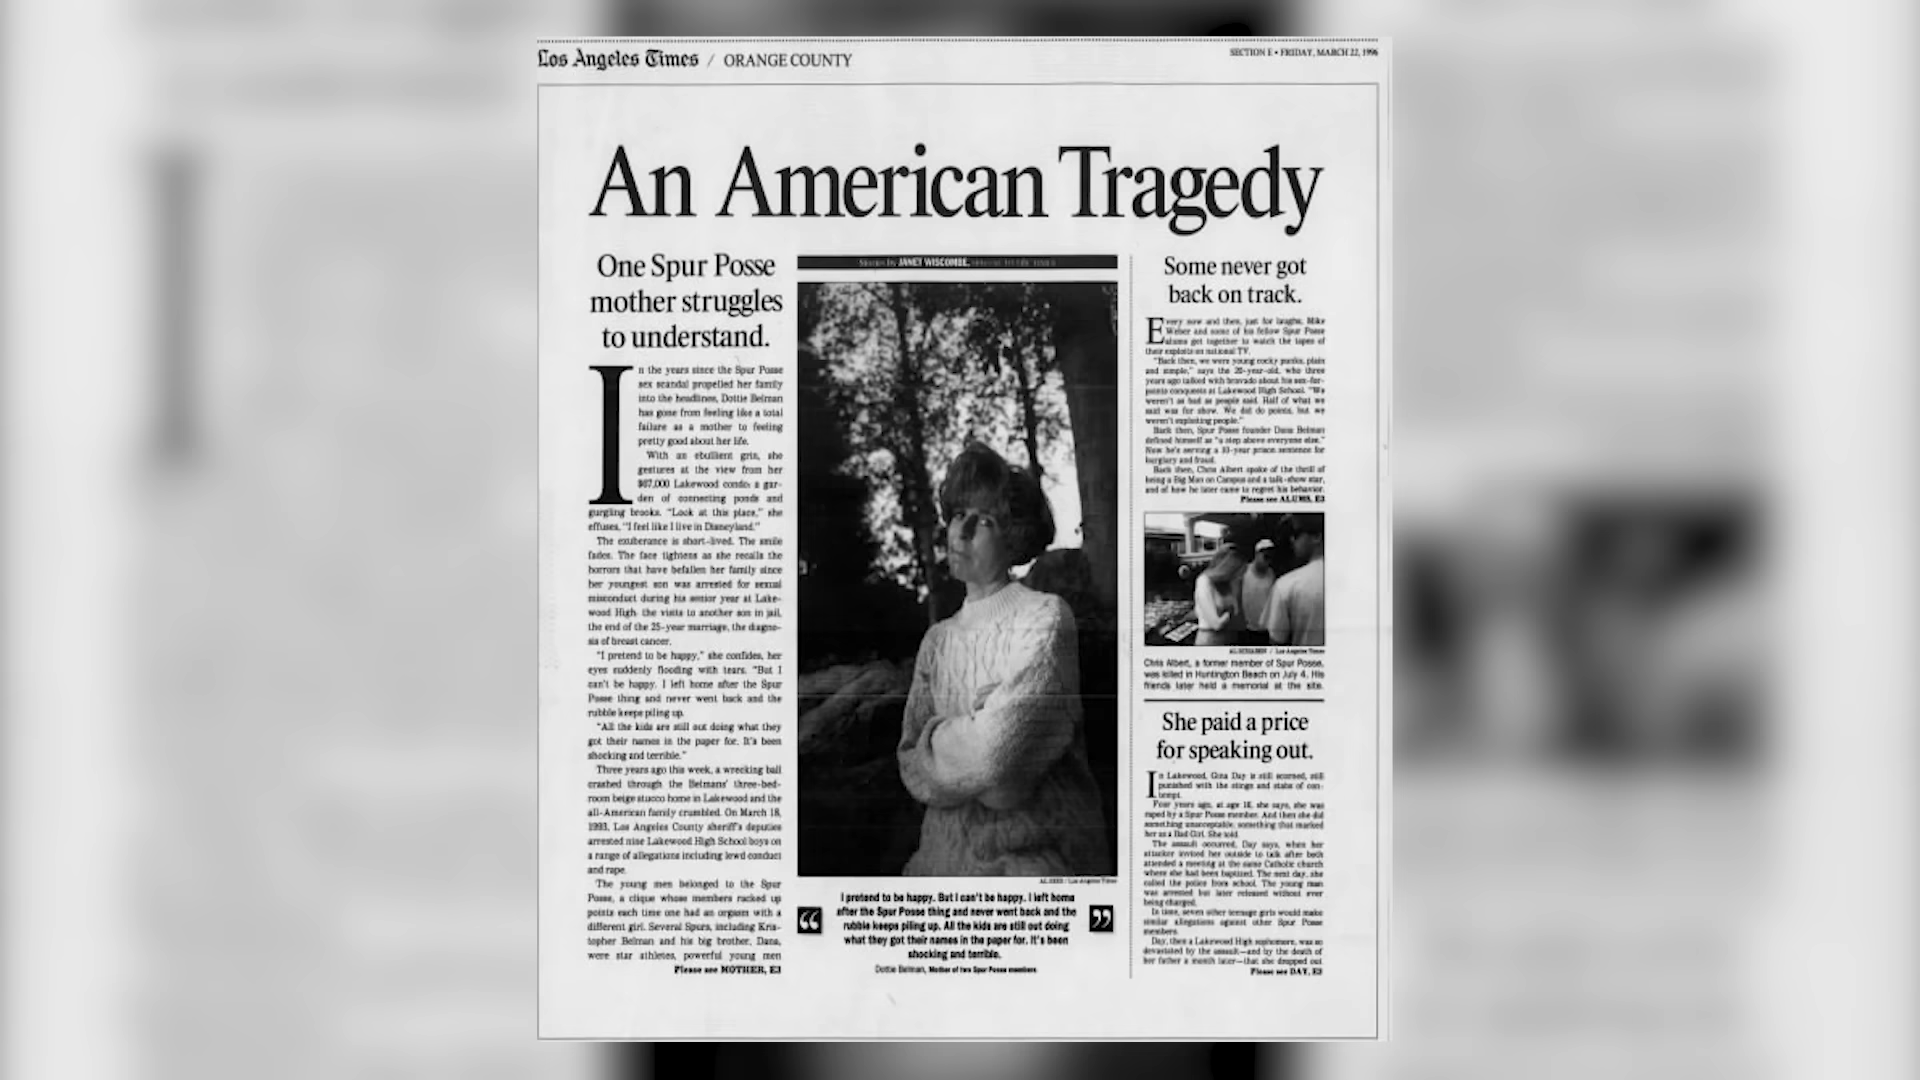 Los Angeles Times / ORANGE COUNTY
SECTION E • FRIDAY, MARCH 22, 1996
An American Tragedy
One Spur Posse
mother struggles
to understand.
In the years since the Spur Posse
sex scandal propelled her family
into the headlines, Dottie Belman
has gone from feeling like a total
failure as a mother to feeling
pretty good about her life.
With an ebullient grin, she
gestures at the view from her
$67,000 Lakewood condo: a gar-
den of connecting ponds and
gurgling brooks. "Look at this place," she
effuses, "I feel like I live in Disneyland."
The exuberance is short-lived. The smile
fades. The face tightens as she recalls the
horrors that have befallen her family since
her youngest son was arrested for sexual
misconduct during his senior year at Lake-
wood High: the visits to another son in jail,
the end of the 25-year marriage, the diagno-
sis of breast cancer.
"I pretend to be happy," she confides, her
eyes suddenly flooding with tears. "But I
can't be happy. I left home after the Spur
Posse thing and never went back and the
rubble keeps piling up.
"All the kids are still out doing what they
got their names in the paper for. It's been
shocking and terrible."
Three years ago this week, a wrecking ball
crashed through the Belmans' three-bed-
room beige stucco home in Lakewood and the
all-American family crumbled. On March 18,
1993, Los Angeles County sheriff's deputies
arrested nine Lakewood High School boys on
a range of allegations including lewd conduct
and rape.
The young men belonged to the Spur
Posse, a clique whose members racked up
points each time one had an orgasm with a
different girl. Several Spurs, including Kris-
topher Belman and his big brother, Dana,
were star athletes, powerful young men
Please see MOTHER, E3
Stories by JANET WISCOMBE, SPECIAL TO THE TIMES
Los Angeles Times
“ I pretend to be happy. But I can't be happy. I left home
after the Spur Posse thing and never went back and the
rubble keeps piling up. All the kids are still out doing
what they got their names in the paper for. It's been
shocking and terrible. ”
Dottie Belman, Mother of two Spur Posse members
Some never got
back on track.
Every now and then, just for laughs, Mike
Weber and some of his fellow Spur Posse
alums get together to watch the tapes of
their exploits on national TV.
"Back then, we were young cocky punks, plain
and simple," says the 20-year-old, who three
years ago talked with bravado about his sex-for-
points conquests at Lakewood High School. "We
weren't as bad as people said. Half of what we
said was for show. We did do points, but we
weren't exploiting people."
Back then, Spur Posse founder Dana Belman
defined himself as "a step above everyone else."
Now he's serving a 10-year prison sentence for
burglary and fraud.
Back then, Chris Albert spoke of the thrill of
being a Big Man on Campus and a talk-show star,
and of how he later came to regret his behavior.
Please see ALUMS, E3
Los Angeles Times
Chris Albert, a former member of Spur Posse,
was killed in Huntington Beach on July 4. His
friends later held a memorial at the site.
She paid a price
for speaking out.
In Lakewood, Gina Day is still scorned, still
punished with the stings and stabs of con-
tempt.
Four years ago, at age 16, she says, she was
raped by a Spur Posse member. And then she did
something unacceptable, something that marked
her as a Bad Girl. She told.
The assault occurred, Day says, when her
attacker invited her outside to talk after both
attended a meeting at the same Catholic church
where she had been baptized. The next day, she
called the police from school. The young man
was arrested but later released without ever
being charged.
In time, seven other teenage girls would make
similar allegations against other Spur Posse
members.
Day, then a Lakewood High sophomore, was so
devastated by the assault—and by the death of
her father a month later—that she dropped out
Please see DAY, E3